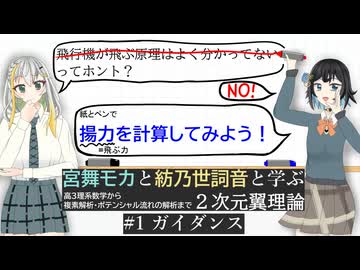 飛行機が飛ぶ原理はよく分かってない
ってホント？
NO!
紙とペンで
揚力を計算してみよう！
=飛ぶ力
宮舞モカと紡乃世詞音と学ぶ
高3理系数学から
複素解析・ポテンシャル流れの解析まで
２次元翼理論
#1 ガイダンス